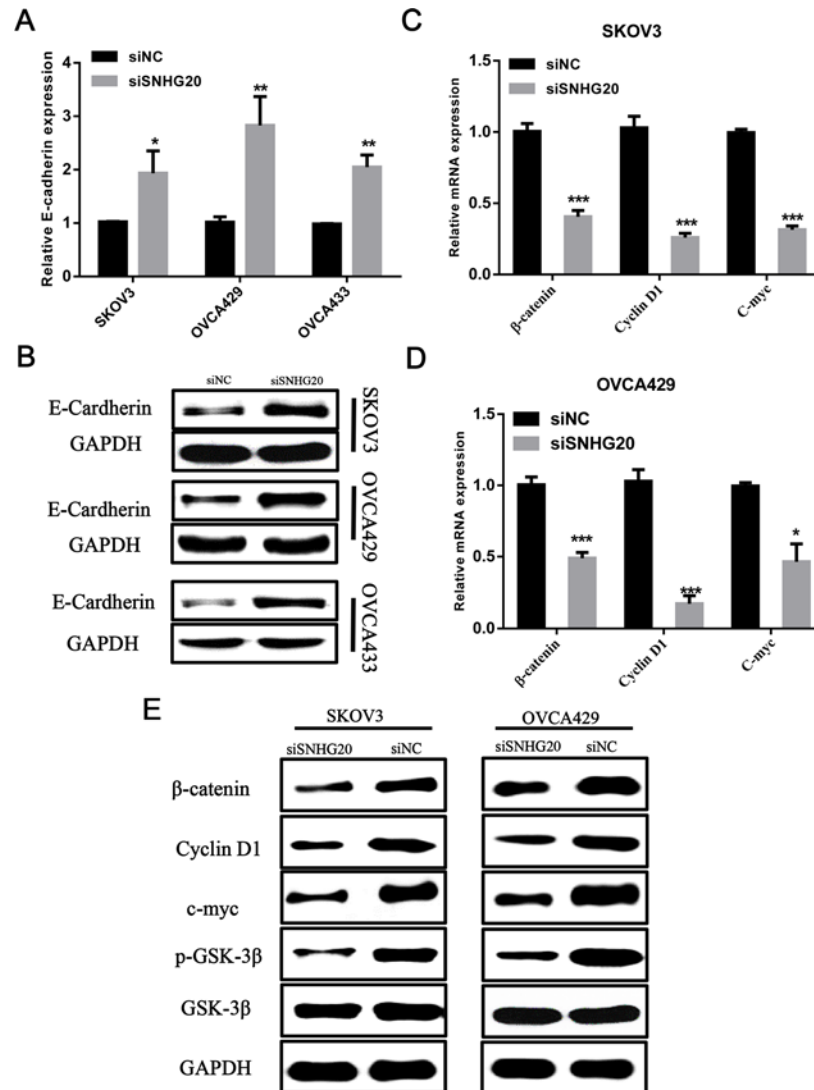 A
siNC
siSNHG20
Relative E-cadherin expression
4
3
2
1
0
*
**
**
SKOV3
OVCA429
OVCA433
B
siNC
siSNHG20
E-Cardherin
GAPDH
SKOV3
E-Cardherin
GAPDH
OVCA429
E-Cardherin
GAPDH
OVCA433
C
SKOV3
siNC
siSNHG20
Relative mRNA expression
1.5
1.0
0.5
0.0
***
***
***
β-catenin
Cyclin D1
C-myc
D
OVCA429
siNC
siSNHG20
Relative mRNA expression
1.5
1.0
0.5
0.0
***
***
*
β-catenin
Cyclin D1
C-myc
E
SKOV3
OVCA429
siSNHG20 siNC
siSNHG20 siNC
β-catenin
Cyclin D1
c-myc
p-GSK-3β
GSK-3β
GAPDH